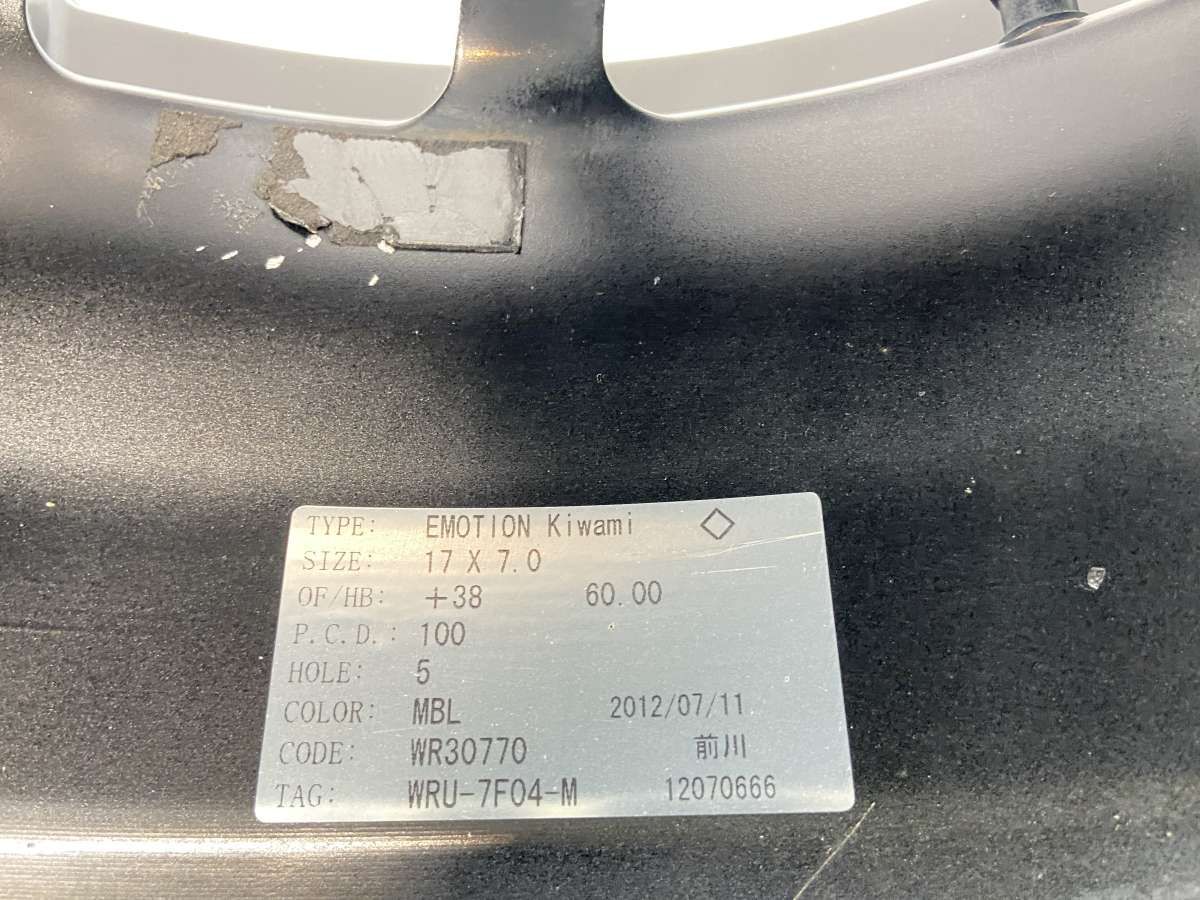 TYPE: EMOTION Kiwami ◇
SIZE: 17 X 7.0
OF/HB: +38 60.00
P.C.D.: 100
HOLE: 5
COLOR: MBL 2012/07/11
CODE: WR30770 前川
TAG: WRU-7F04-M 12070666